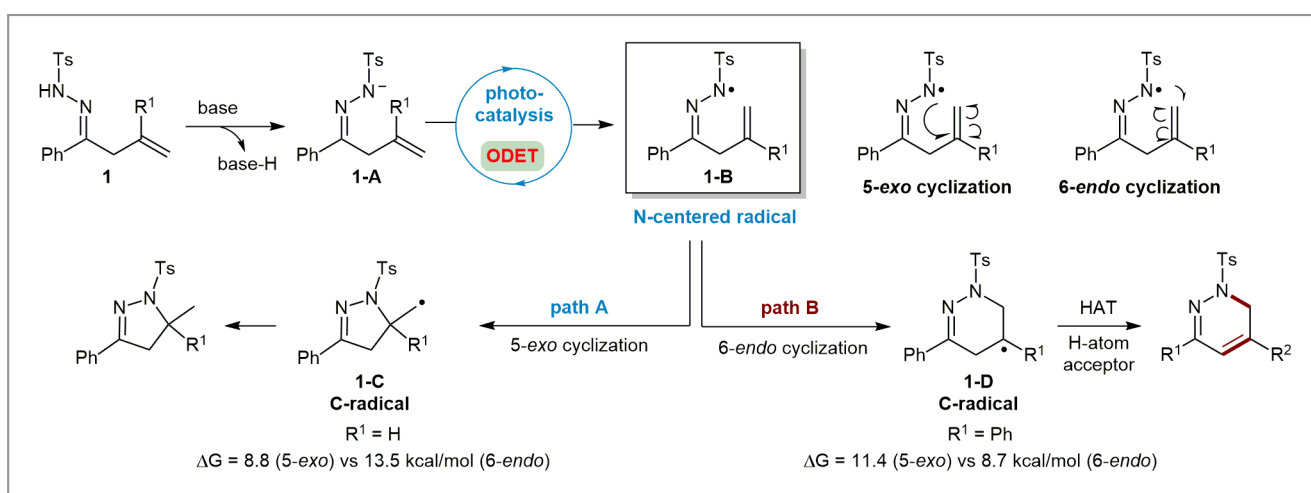 Ts
HN
N
R¹
Ph
1
base
base-H
Ts
N⁻
N
R¹
Ph
1-A
photo-
catalysis
ODET
Ts
N•
N
Ph
R¹
1-B
N-centered radical
Ts
N•
N
Ph
R¹
5-exo cyclization
Ts
N•
N
Ph
R¹
6-endo cyclization
Ts
N
N
R¹
Ph
Ts
N
N
R¹
Ph
1-C
C-radical
R¹ = H
ΔG = 8.8 (5-exo) vs 13.5 kcal/mol (6-endo)
path A
5-exo cyclization
path B
6-endo cyclization
Ts
N
N
Ph
R¹
1-D
C-radical
R¹ = Ph
ΔG = 11.4 (5-exo) vs 8.7 kcal/mol (6-endo)
HAT
H-atom
acceptor
Ts
N
N
R¹
R²